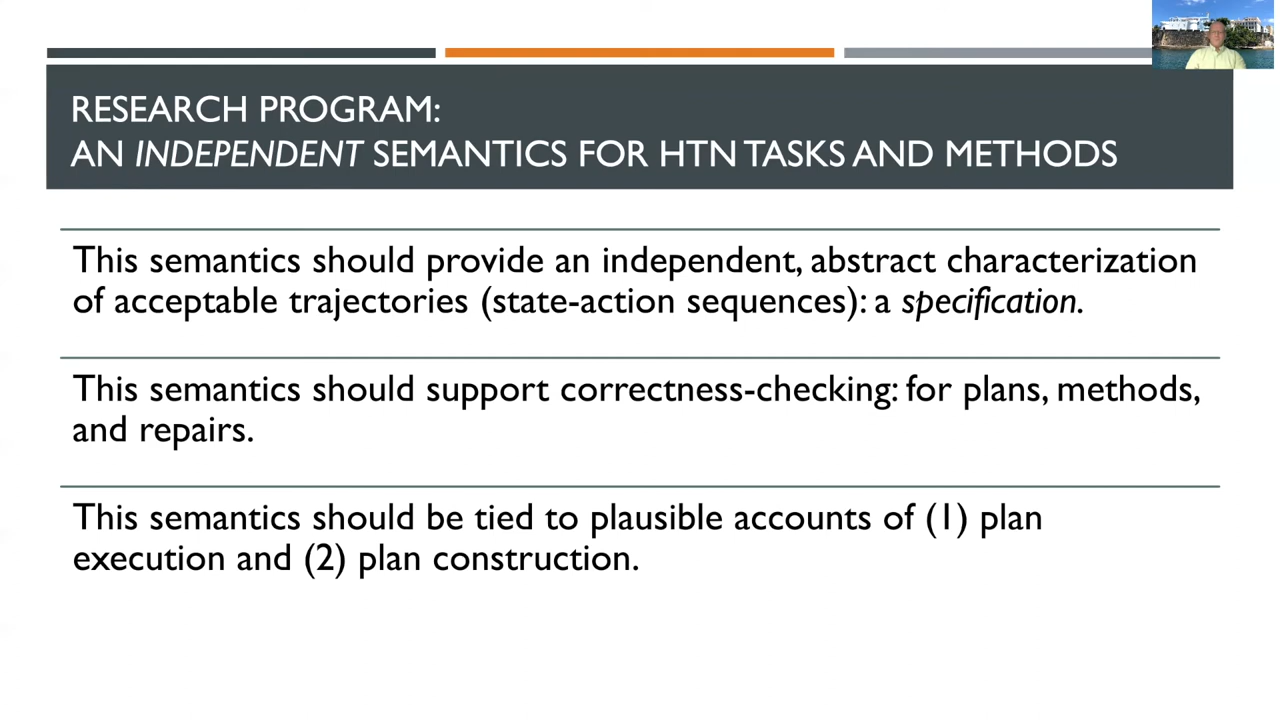 RESEARCH PROGRAM:
AN INDEPENDENT SEMANTICS FOR HTN TASKS AND METHODS
This semantics should provide an independent, abstract characterization
of acceptable trajectories (state-action sequences): a specification.
This semantics should support correctness-checking: for plans, methods,
and repairs.
This semantics should be tied to plausible accounts of (1) plan
execution and (2) plan construction.